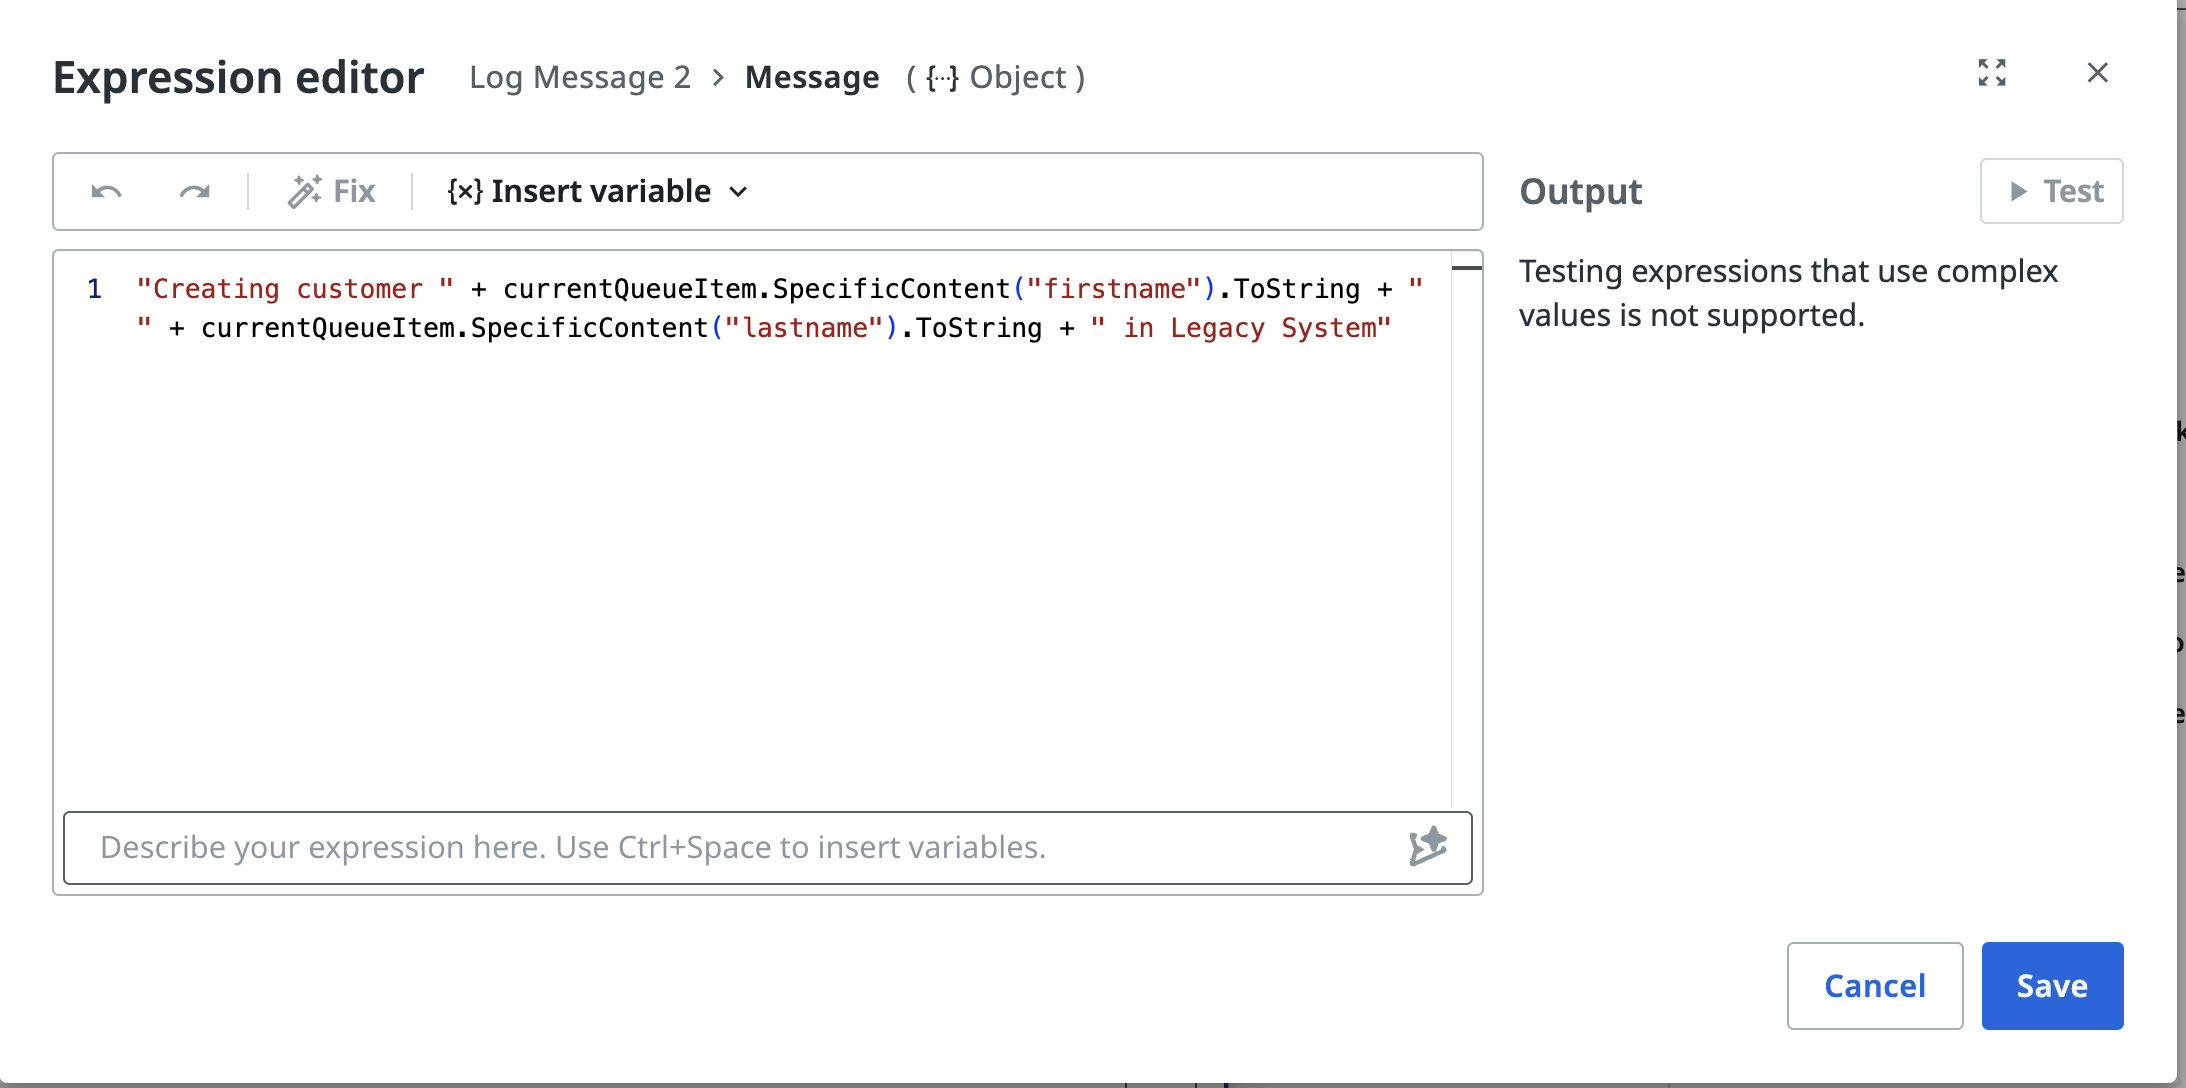 Expression editor Log Message 2 > Message ( {···} Object )
Fix {x} Insert variable
Output
Test
1 "Creating customer " + currentQueueItem.SpecificContent("firstname").ToString + "
" + currentQueueItem.SpecificContent("lastname").ToString + " in Legacy System"
Testing expressions that use complex
values is not supported.
Describe your expression here. Use Ctrl+Space to insert variables.
Cancel
Save